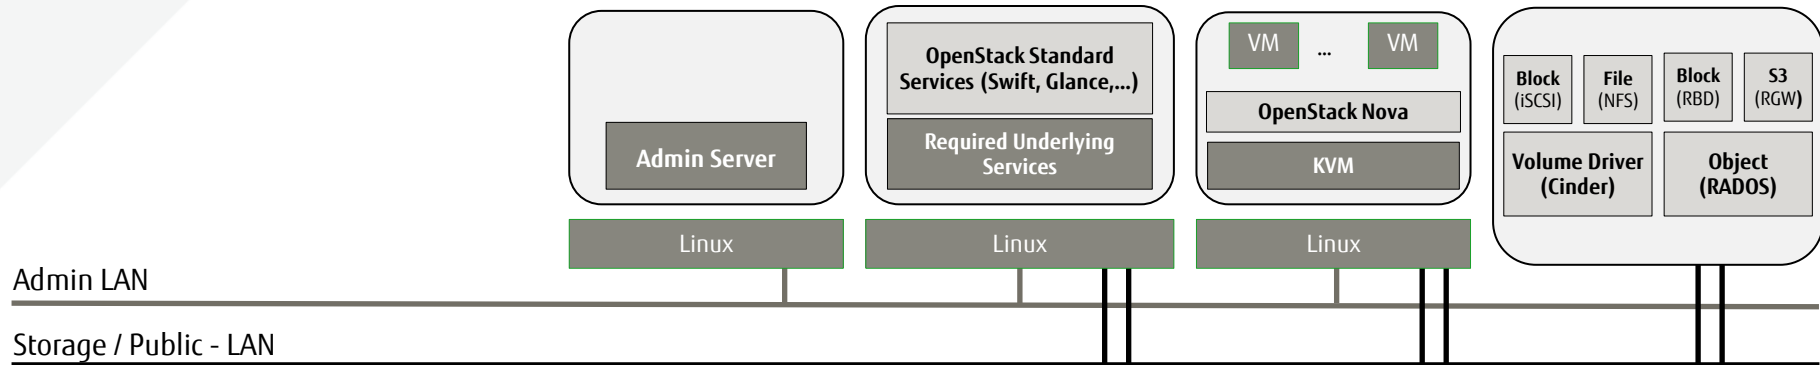 Admin Server
Linux
OpenStack Standard
Services (Swift, Glance,...)
Required Underlying
Services
Linux
VM ... VM
OpenStack Nova
KVM
Linux
Block
(iSCSI)
File
(NFS)
Block
(RBD)
S3
(RGW)
Volume Driver
(Cinder)
Object
(RADOS)
Admin LAN
Storage / Public - LAN